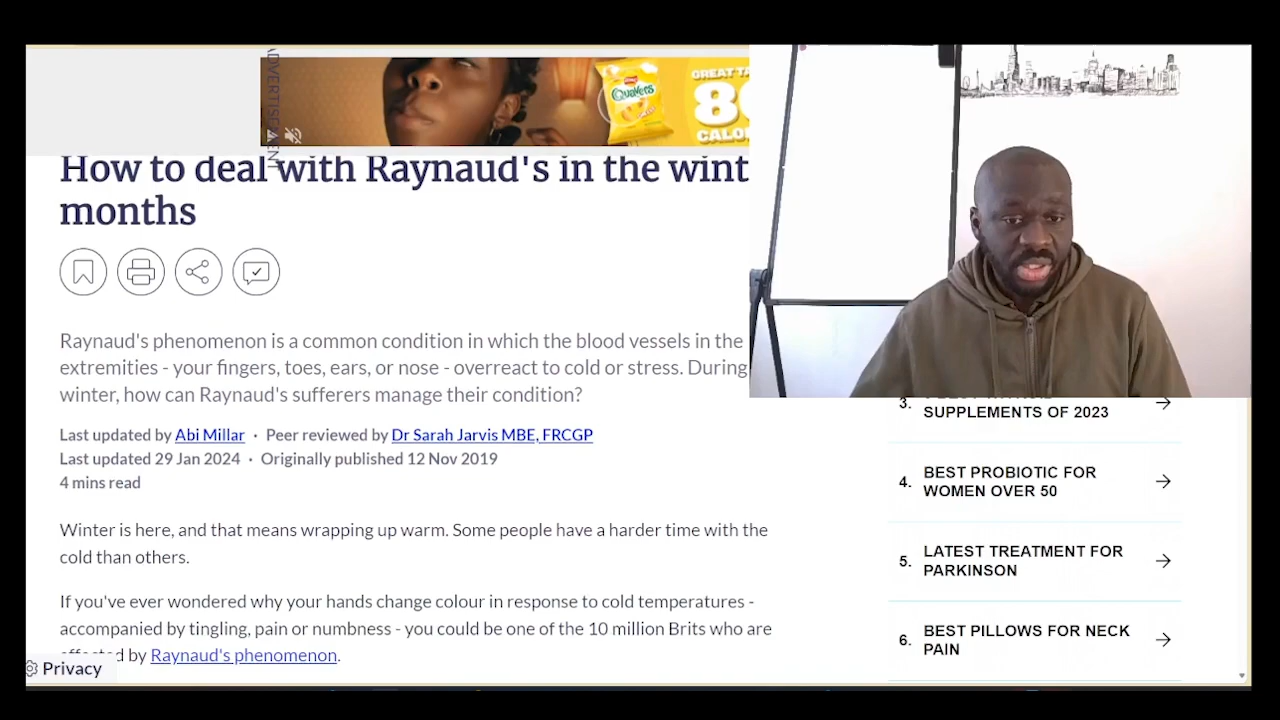 ADVERTISEMENT
Quavers
GREAT TA
80
CALO
How to deal with Raynaud's in the wint
months
Raynaud's phenomenon is a common condition in which the blood vessels in the
extremities - your fingers, toes, ears, or nose - overreact to cold or stress. During
winter, how can Raynaud's sufferers manage their condition?
Last updated by Abi Millar · Peer reviewed by Dr Sarah Jarvis MBE, FRCGP
Last updated 29 Jan 2024 · Originally published 12 Nov 2019
4 mins read
Winter is here, and that means wrapping up warm. Some people have a harder time with the
cold than others.
If you've ever wondered why your hands change colour in response to cold temperatures -
accompanied by tingling, pain or numbness - you could be one of the 10 million Brits who are
affected by Raynaud's phenomenon.
Privacy
3.
SUPPLEMENTS OF 2023
4. BEST PROBIOTIC FOR
WOMEN OVER 50
5. LATEST TREATMENT FOR
PARKINSON
6. BEST PILLOWS FOR NECK
PAIN